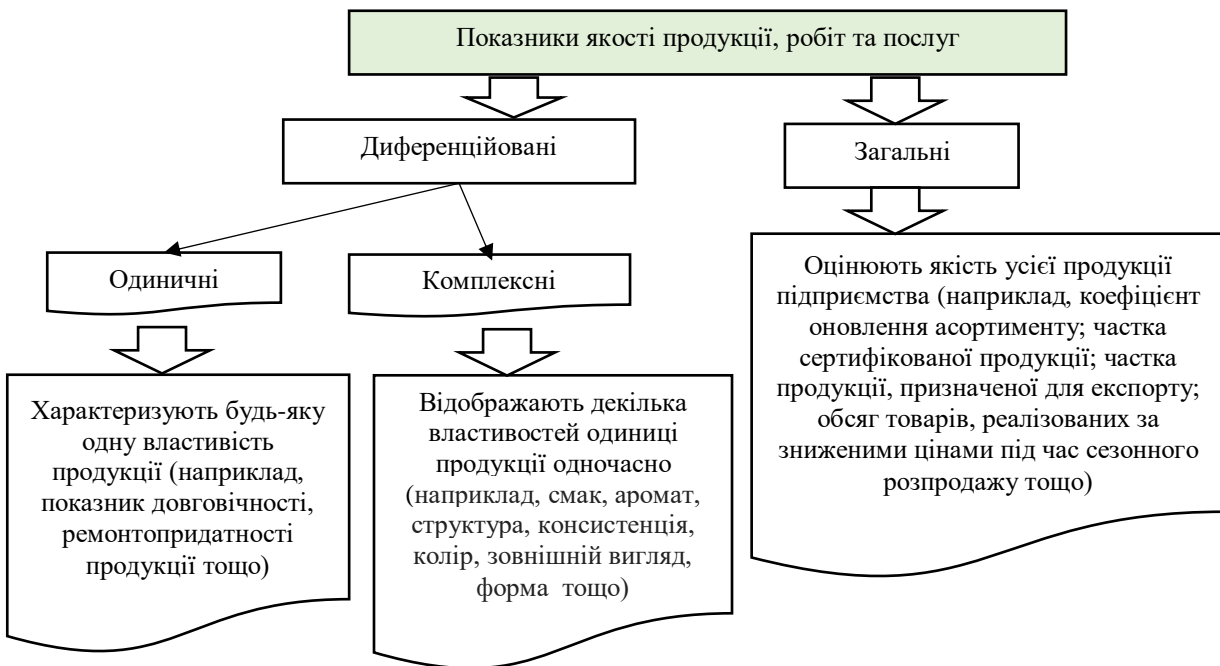 Показники якості продукції, робіт та послуг
Диференційовані
Загальні
Одиничні
Комплексні
Оцінюють якість усієї продукції
підприємства (наприклад, коефіцієнт
оновлення асортименту; частка
сертифікованої продукції; частка
продукції, призначеної для експорту;
обсяг товарів, реалізованих за
зниженими цінами під час сезонного
розпродажу тощо)
Характеризують будь-яку
одну властивість
продукції (наприклад,
показник довговічності,
ремонтопридатності
продукції тощо)
Відображають декілька
властивостей одиниці
продукції одночасно
(наприклад, смак, аромат,
структура, консистенція,
колір, зовнішній вигляд,
форма тощо)